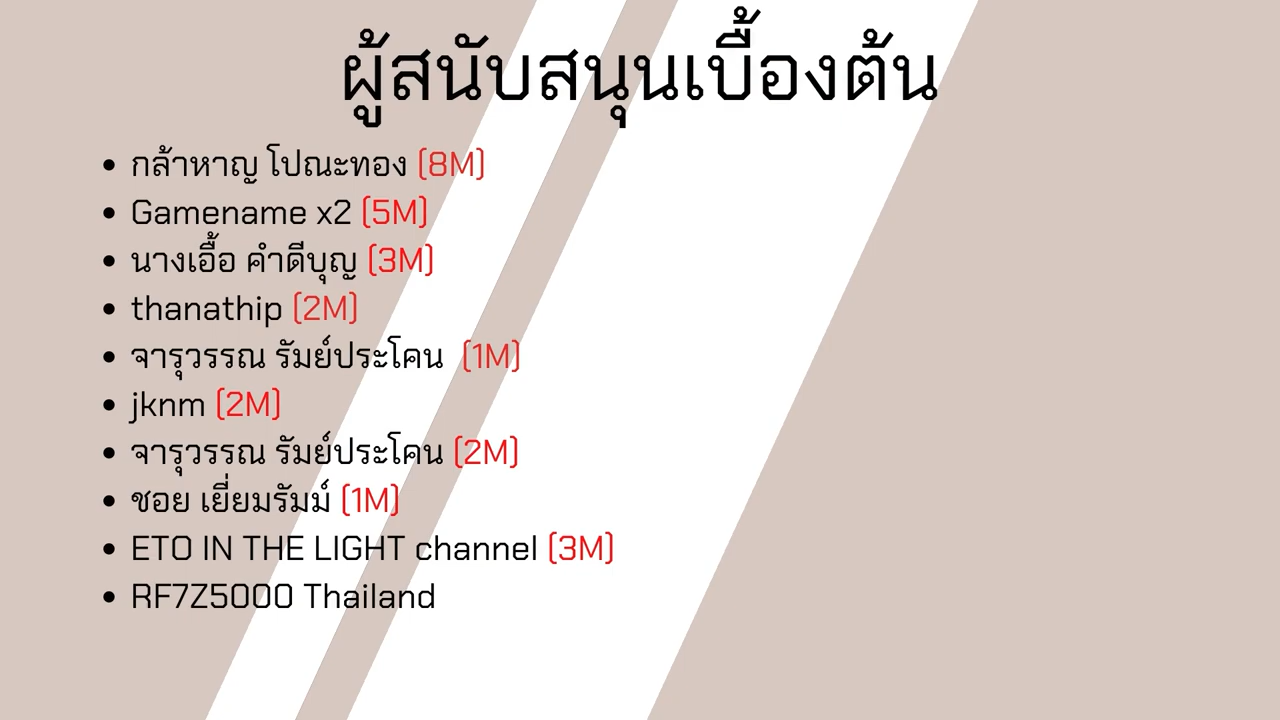 ผู้สนับสนุนเบื้องต้น
• กล้าหาญ โปณะทอง (8M)
• Gamename x2 (5M)
• นางเอื้อ คำดีบุญ (3M)
• thanathip (2M)
• จารุวรรณ รัมย์ประโคน (1M)
• jknm (2M)
• จารุวรรณ รัมย์ประโคน (2M)
• ชอย เยี่ยมรัมม์ (1M)
• ETO IN THE LIGHT channel (3M)
• RF7Z5000 Thailand